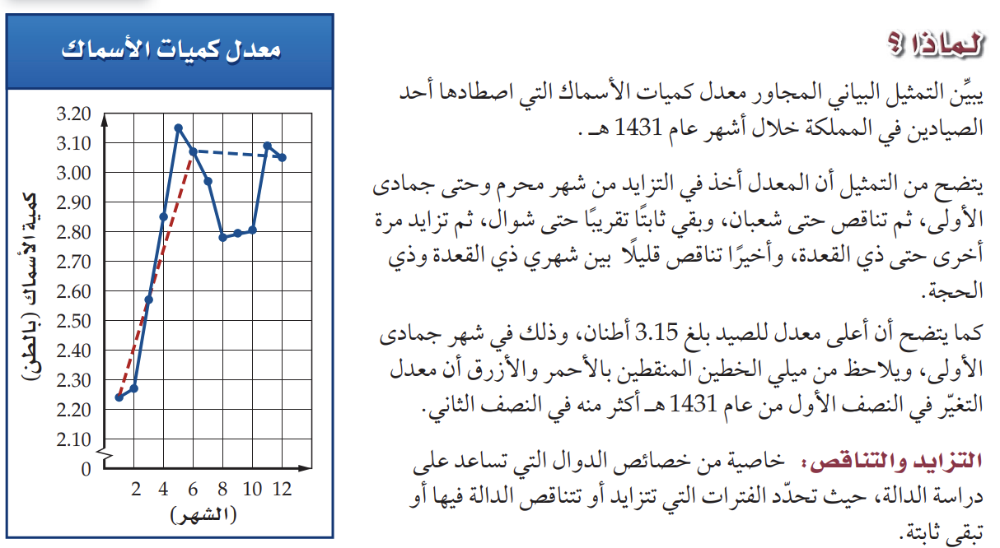 لماذا؟
يبيِّن التمثيل البياني المجاور معدل كميات الأسماك التي اصطادها أحد
الصيادين في المملكة خلال أشهر عام 1431 هـ .
يتضح من التمثيل أن المعدل أخذ في التزايد من شهر محرم وحتى جمادى
الأولى، ثم تناقص حتى شعبان، وبقي ثابتًا تقريبًا حتى شوال، ثم تزايد مرة
أخرى حتى ذي القعدة، وأخيرًا تناقص قليلًا بين شهري ذي القعدة وذي
الحجة.
كما يتضح أن أعلى معدل للصيد بلغ 3.15 أطنان، وذلك في شهر جمادى
الأولى، ويلاحظ من ميلي الخطين المنقطين بالأحمر والأزرق أن معدل
التغيّر في النصف الأول من عام 1431 هـ أكثر منه في النصف الثاني.
التزايد والتناقص: خاصية من خصائص الدوال التي تساعد على
دراسة الدالة، حيث تحدّد الفترات التي تتزايد أو تتناقص الدالة فيها أو
تبقى ثابتة.
معدل كميات الأسماك
كمية الأسماك (بالطن)
3.20
3.10
3.00
2.90
2.80
2.70
2.60
2.50
2.40
2.30
2.20
2.10
0
2 4 6 8 10 12
(الشهر)